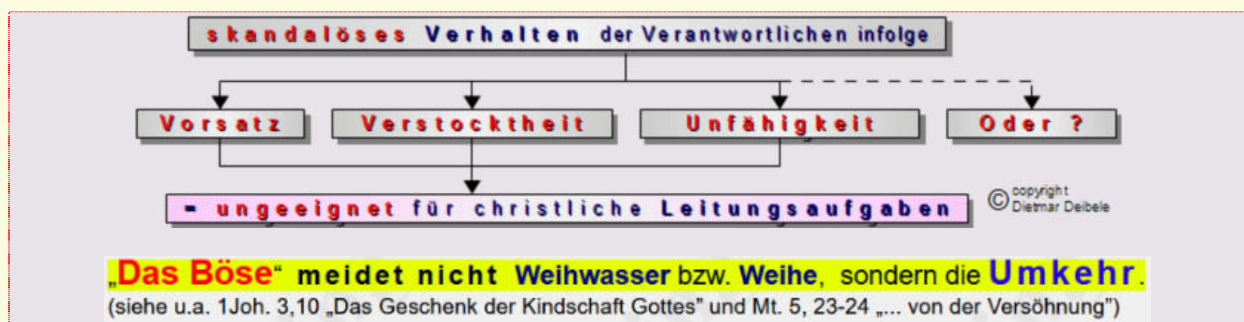 skandalöses Verhalten der Verantwortlichen infolge
Vorsatz Verstocktheit Unfähigkeit Oder ?
= ungeeignet für christliche Leitungsaufgaben
© copyright
Dietmar Deibele
„Das Böse“ meidet nicht Weihwasser bzw. Weihe, sondern die Umkehr.
(siehe u.a. 1Joh. 3,10 „Das Geschenk der Kindschaft Gottes” und Mt. 5, 23-24 „... von der Versöhnung”)